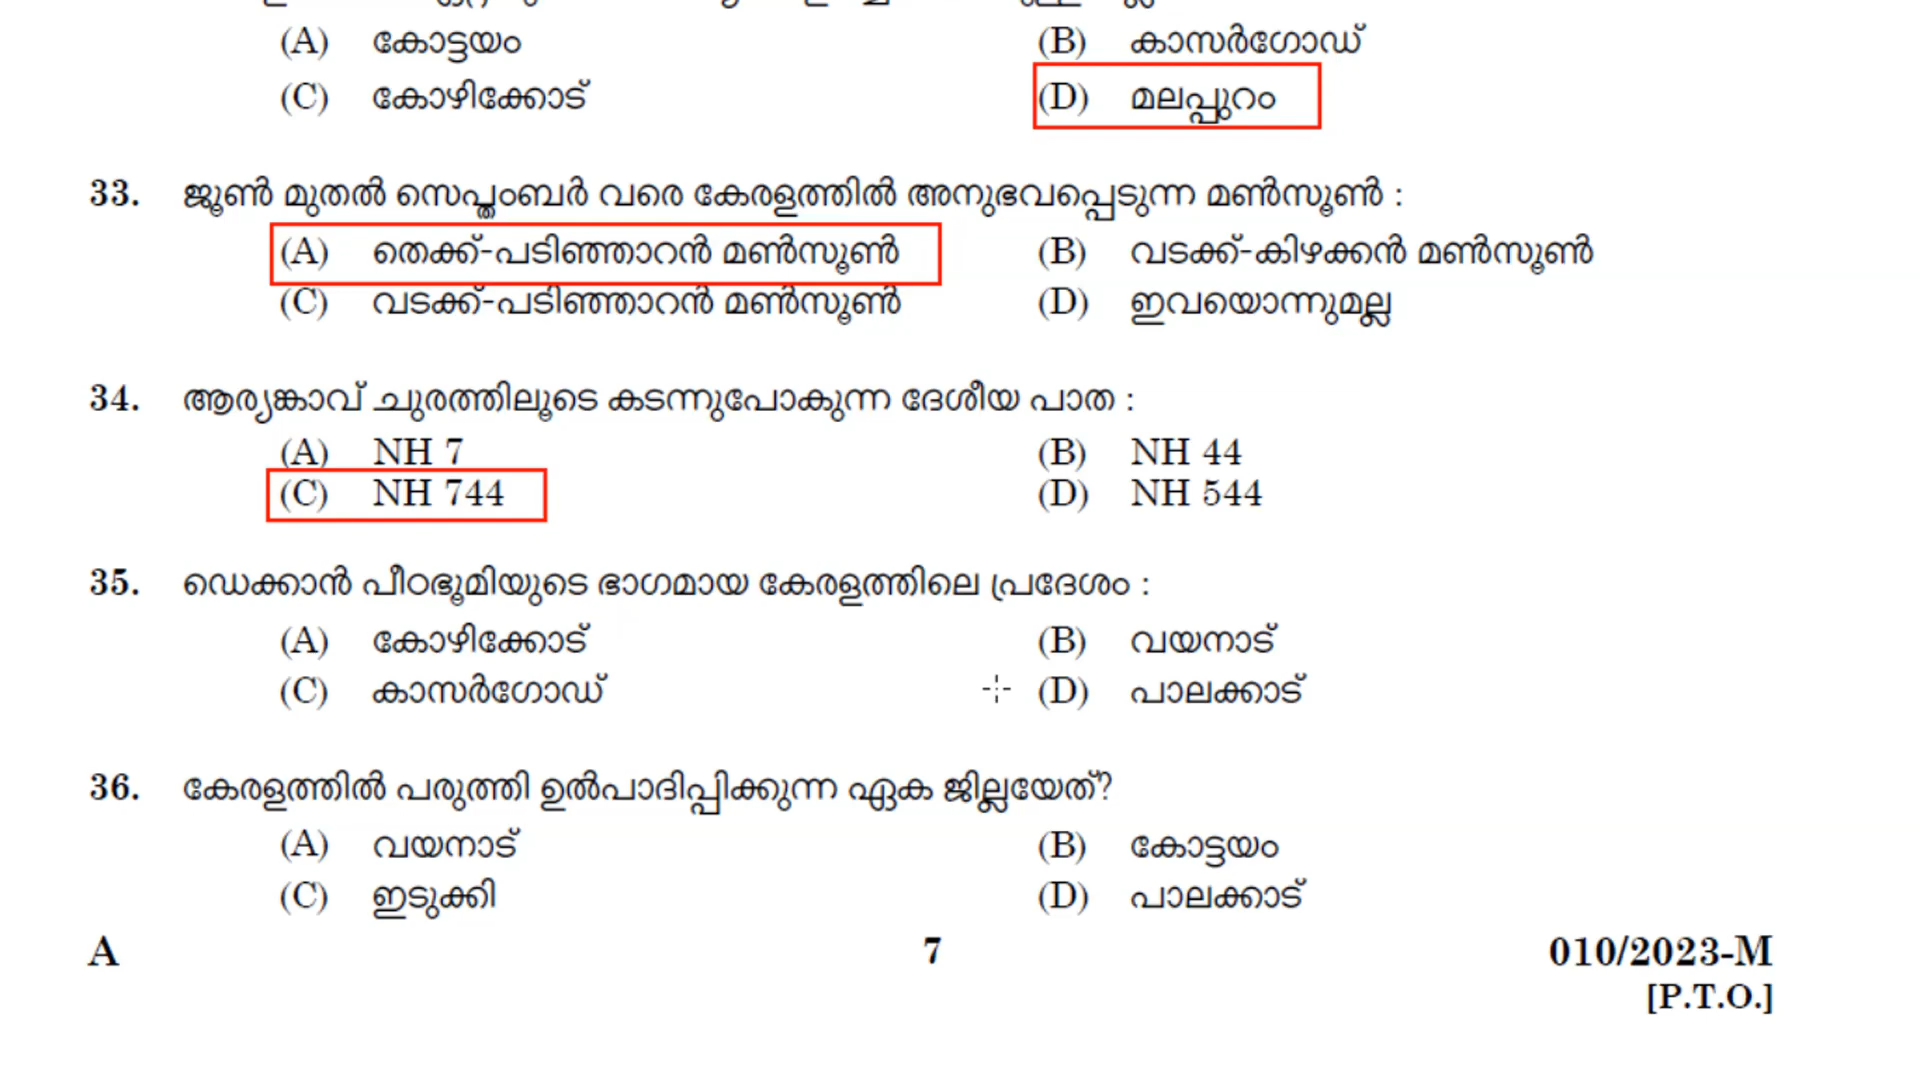 (A) കോട്ടയം (B) കാസർഗോഡ്
(C) കോഴിക്കോട് (D) മലപ്പുറം
33. ജൂൺ മുതൽ സെപ്തംബർ വരെ കേരളത്തിൽ അനുഭവപ്പെടുന്ന മൺസൂൺ :
(A) തെക്ക്-പടിഞ്ഞാറൻ മൺസൂൺ (B) വടക്ക്-കിഴക്കൻ മൺസൂൺ
(C) വടക്ക്-പടിഞ്ഞാറൻ മൺസൂൺ (D) ഇവയൊന്നുമല്ല
34. ആര്യങ്കാവ് ചുരത്തിലൂടെ കടന്നുപോകുന്ന ദേശീയ പാത :
(A) NH 7 (B) NH 44
(C) NH 744 (D) NH 544
35. ഡെക്കാൻ പീഠഭൂമിയുടെ ഭാഗമായ കേരളത്തിലെ പ്രദേശം :
(A) കോഴിക്കോട് (B) വയനാട്
(C) കാസർഗോഡ് (D) പാലക്കാട്
36. കേരളത്തിൽ പരുത്തി ഉൽപാദിപ്പിക്കുന്ന ഏക ജില്ലയേത്?
(A) വയനാട് (B) കോട്ടയം
(C) ഇടുക്കി (D) പാലക്കാട്
A 7 010/2023-M
[P.T.O.]